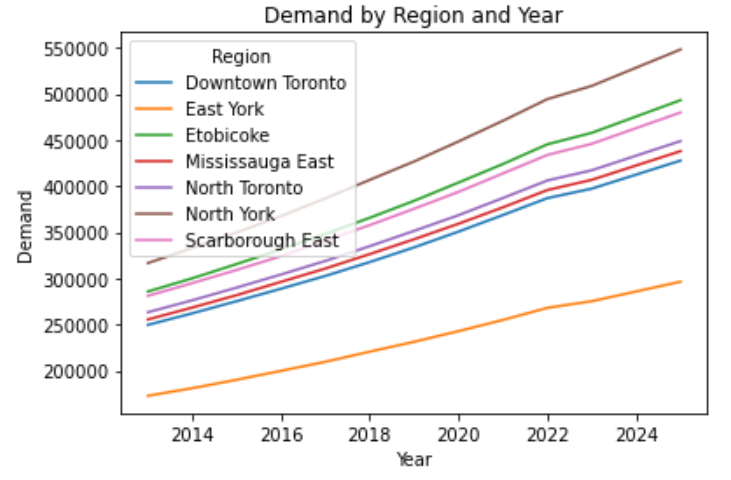 Demand by Region and Year
Region
Downtown Toronto
East York
Etobicoke
Mississauga East
North Toronto
North York
Scarborough East
Demand
550000
500000
450000
400000
350000
300000
250000
200000
2014 2016 2018 2020 2022 2024
Year